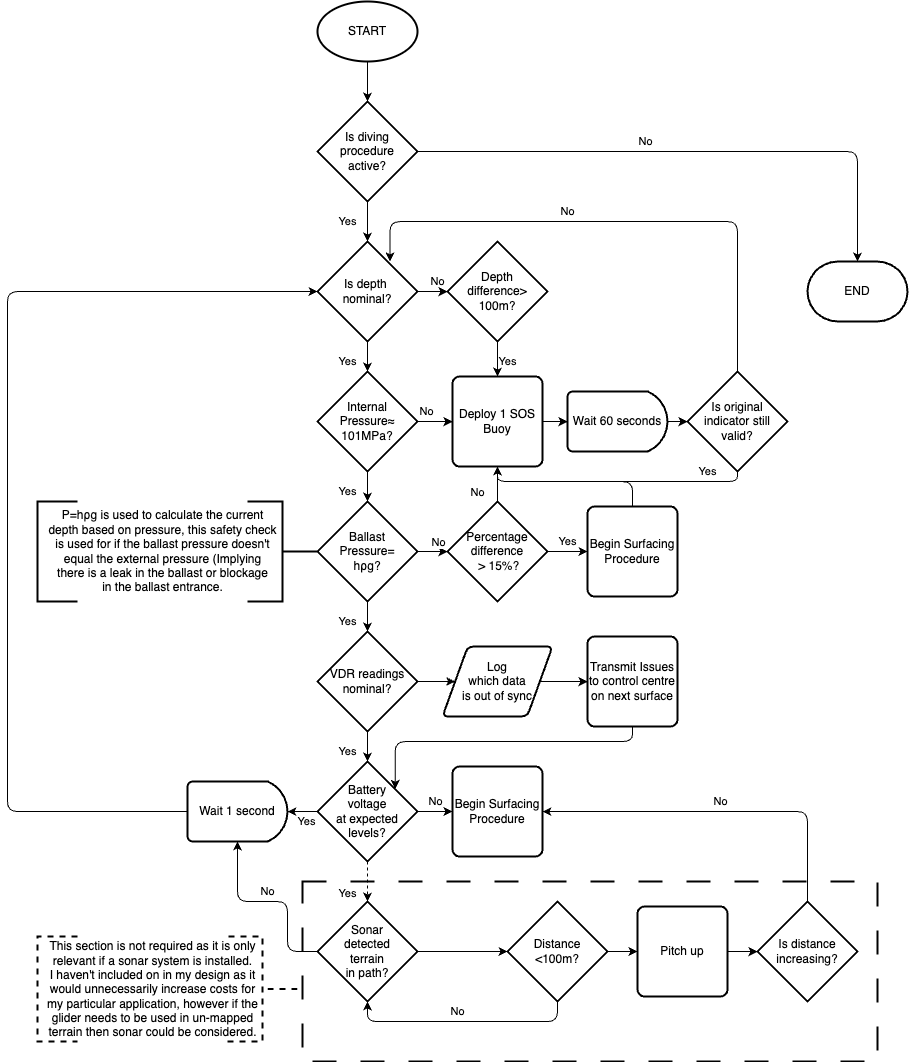 START
Is diving
procedure
active?
No
Yes
No
Is depth
nominal?
No
Depth
difference>
100m?
END
Yes
Yes
Internal
Pressure≈
101MPa?
No
Deploy 1 SOS
Buoy
Wait 60 seconds
Is original
indicator still
valid?
Yes
Yes
No
P=hρg is used to calculate the current
depth based on pressure, this safety check
is used for if the ballast pressure doesn't
equal the external pressure (Implying
there is a leak in the ballast or blockage
in the ballast entrance.
Ballast
Pressure=
hρg?
No
Percentage
difference
> 15%?
Yes
Begin Surfacing
Procedure
Yes
VDR readings
nominal?
Log
which data
is out of sync
Transmit Issues
to control centre
on next surface
Yes
Wait 1 second
Yes
Battery
voltage
at expected
levels?
No
Begin Surfacing
Procedure
No
No
Yes
Sonar
detected
terrain
in path?
Distance
<100m?
Pitch up
Is distance
increasing?
No
This section is not required as it is only
relevant if a sonar system is installed.
I haven't included on in my design as it
would unnecessarily increase costs for
my particular application, however if the
glider needs to be used in un-mapped
terrain then sonar could be considered.